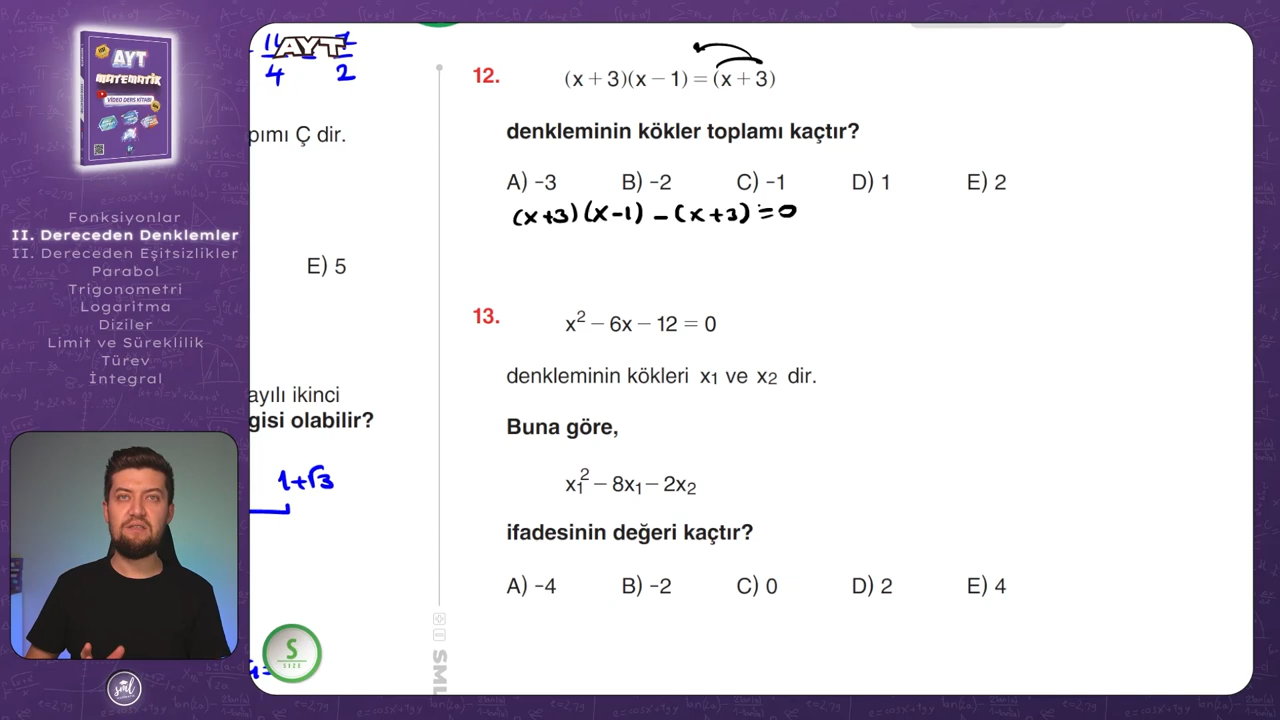 AYT
MATEMATİK
VİDEO DERS KİTABI
Fonksiyonlar
II. Dereceden Denklemler
II. Dereceden Eşitsizlikler
Parabol
Trigonometri
Logaritma
Diziler
Limit ve Süreklilik
Türev
İntegral
sml
AYT
4 2
pımı Ç dir.
E) 5
ayılı ikinci
gisi olabilir?
1+√3
S
SIZE
SML
12. (x + 3)(x − 1) = (x + 3)
denkleminin kökler toplamı kaçtır?
A) -3 B) -2 C) -1 D) 1 E) 2
(x+3)(x-1) - (x+3) = 0
13. x² − 6x − 12 = 0
denkleminin kökleri x₁ ve x₂ dir.
Buna göre,
x₁² − 8x₁ − 2x₂
ifadesinin değeri kaçtır?
A) -4 B) -2 C) 0 D) 2 E) 4